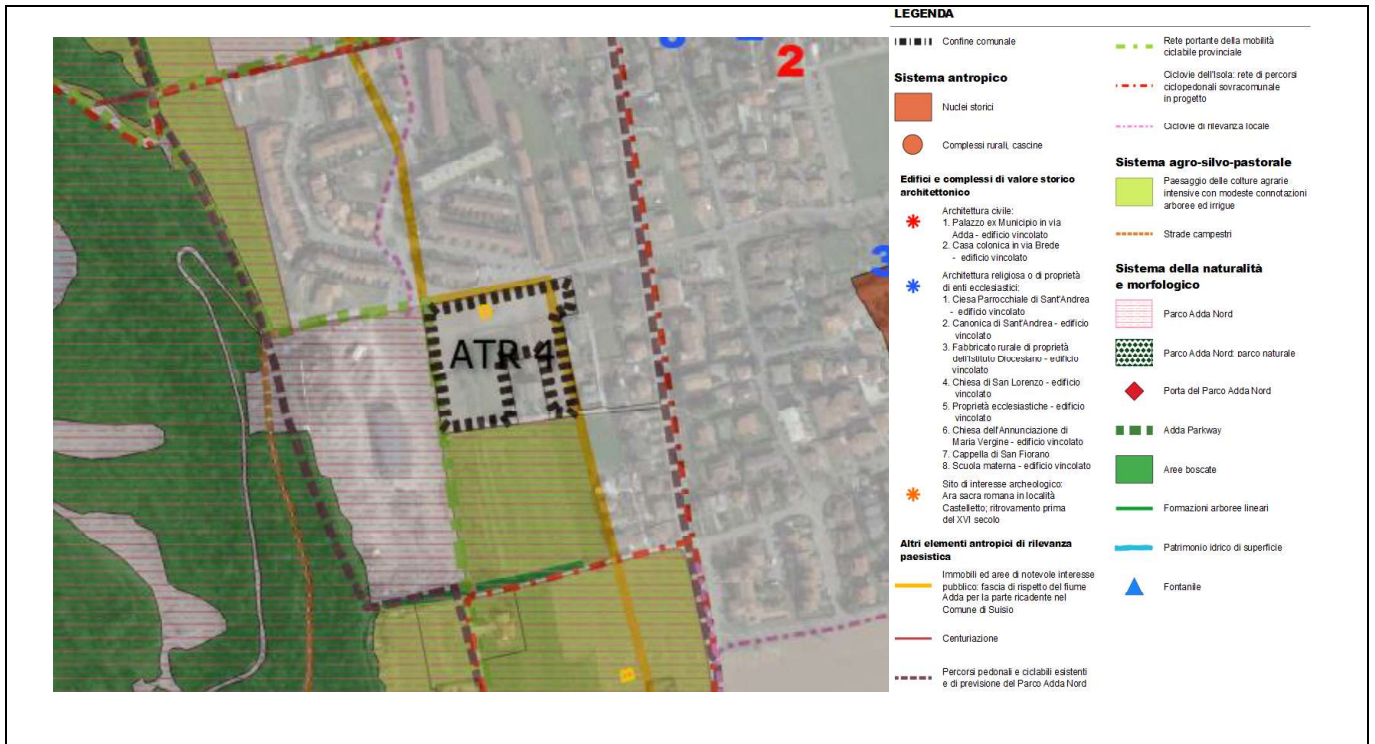 LEGENDA
Confine comunale
Sistema antropico
Nuclei storici
Complessi rurali, cascine
Edifici e complessi di valore storico
architettonico
Architettura civile:
1. Palazzo ex Municipio in via
Adda - edificio vincolato
2. Casa colonica in via Brede
- edificio vincolato
Architettura religiosa o di proprietà
di enti ecclesiastici:
1. Ciesa Parrocchiale di Sant'Andrea
- edificio vincolato
2. Canonica di Sant'Andrea - edificio
vincolato
3. Fabbricato rurale di proprietà
dell'Istituto Diocesano - edificio
vincolato
4. Chiesa di San Lorenzo - edificio
vincolato
5. Proprietà ecclesiastiche - edificio
vincolato
6. Chiesa dell'Annunciazione di
Maria Vergine - edificio vincolato
7. Cappella di San Fiorano
8. Scuola materna - edificio vincolato
Sito di interesse archeologico:
Ara sacra romana in località
Castelletto; ritrovamento prima
del XVI secolo
Altri elementi antropici di rilevanza
paesistica
Immobili ed aree di notevole interesse
pubblico: fascia di rispetto del fiume
Adda per la parte ricadente nel
Comune di Suisio
Centuriazione
Percorsi pedonali e ciclabili esistenti
e di previsione del Parco Adda Nord
Rete portante della mobilità
ciclabile provinciale
Ciclovie dell'Isola: rete di percorsi
ciclopedonali sovracomunale
in progetto
Ciclovie di rilevanza locale
Sistema agro-silvo-pastorale
Paesaggio delle colture agrarie
intensive con modeste connotazioni
arboree ed irrigue
Strade campestri
Sistema della naturalità
e morfologico
Parco Adda Nord
Parco Adda Nord: parco naturale
Porta del Parco Adda Nord
Adda Parkway
Aree boscate
Formazioni arboree lineari
Patrimonio idrico di superficie
Fontanile
2
3
ATR 4